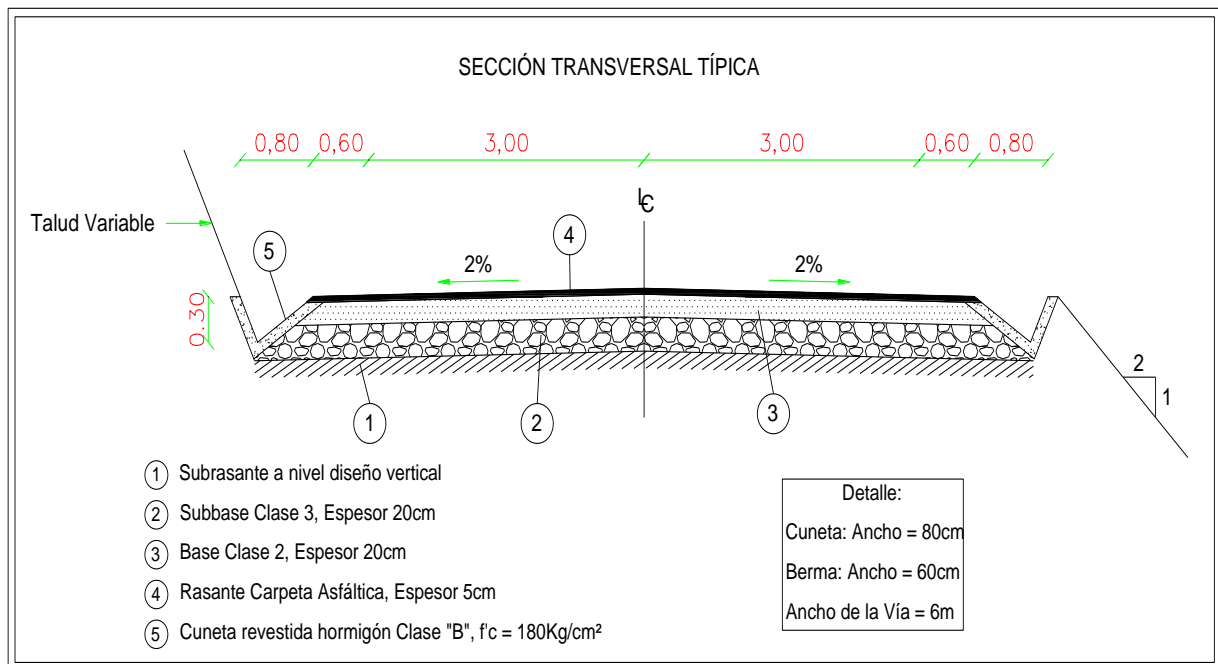 SECCIÓN TRANSVERSAL TÍPICA
0,80 0,60 3,00 3,00 0,60 0,80
Talud Variable
℄
4
5
2% 2%
0.30
2
1
1
2
3
1 Subrasante a nivel diseño vertical
2 Subbase Clase 3, Espesor 20cm
3 Base Clase 2, Espesor 20cm
4 Rasante Carpeta Asfáltica, Espesor 5cm
5 Cuneta revestida hormigón Clase "B", f'c = 180Kg/cm²
Detalle:
Cuneta: Ancho = 80cm
Berma: Ancho = 60cm
Ancho de la Vía = 6m